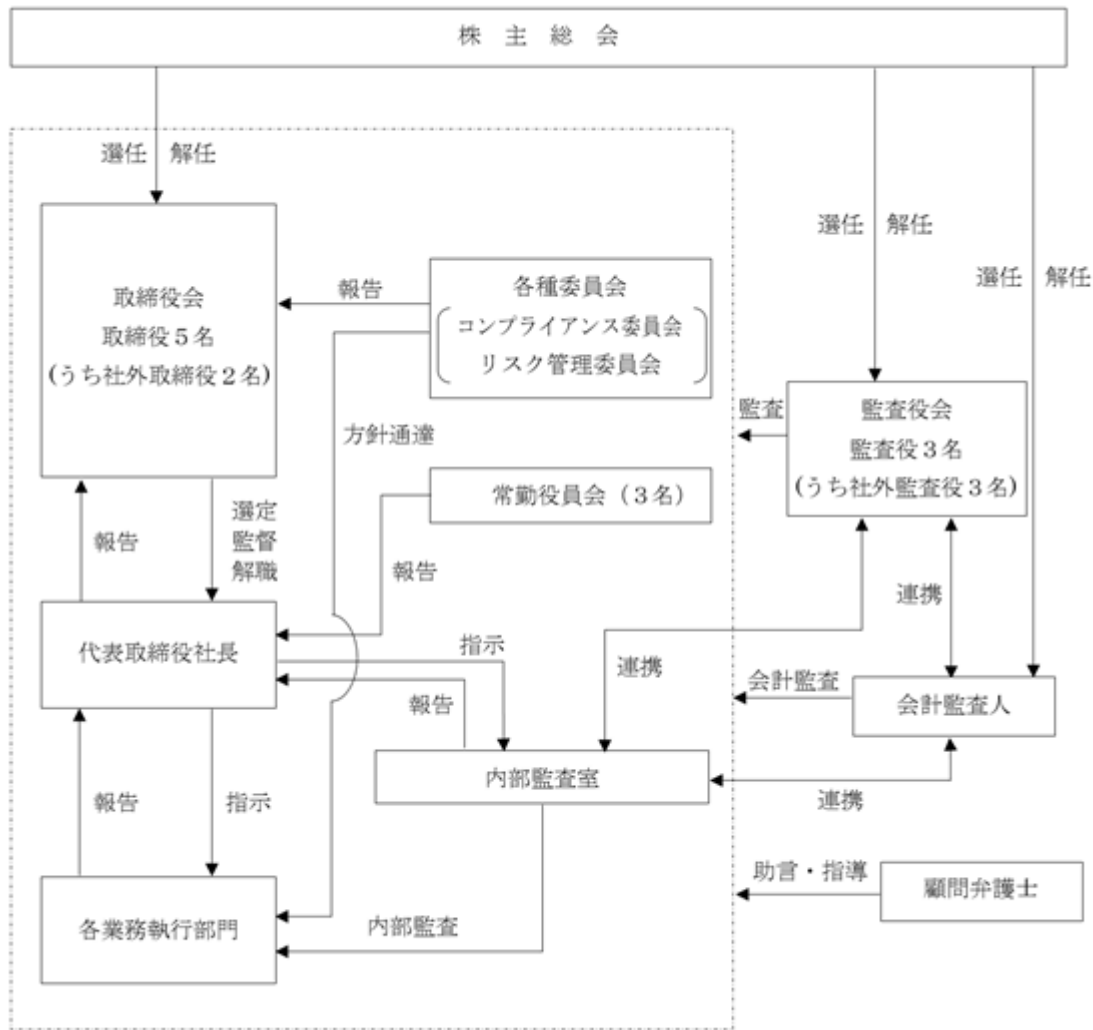 株 主 総 会
選任 解任
選任 解任
選任 解任
取締役会
取締役５名
(うち社外取締役２名)
報告
各種委員会
コンプライアンス委員会
リスク管理委員会
監査
監査役会
監査役３名
(うち社外監査役３名)
方針通達
常勤役員会（３名）
報告
選定
監督
解職
報告
連携
代表取締役社長
指示
連携
報告
会計監査
会計監査人
内部監査室
報告
指示
連携
助言・指導
顧問弁護士
各業務執行部門
内部監査